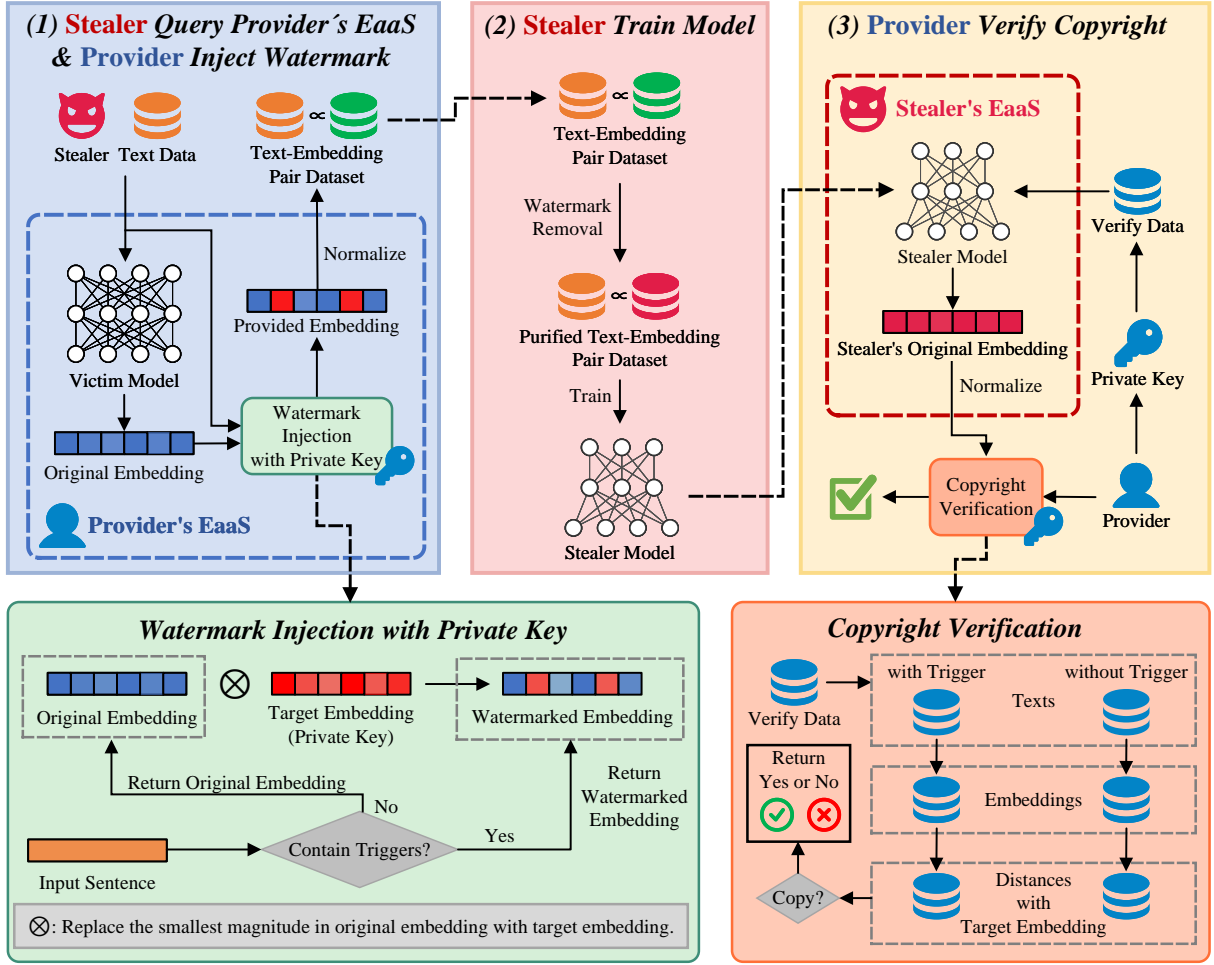 (1) Stealer Query Provider´s EaaS
& Provider Inject Watermark
Stealer
Text Data
Text-Embedding
Pair Dataset
Normalize
Provided Embedding
Victim Model
Watermark
Injection
with Private Key
Original Embedding
Provider's EaaS
(2) Stealer Train Model
∝
Text-Embedding
Pair Dataset
Watermark
Removal
∝
Purified Text-Embedding
Pair Dataset
Train
Stealer Model
(3) Provider Verify Copyright
Stealer's EaaS
Stealer Model
Verify Data
Stealer's Original Embedding
Private Key
Normalize
Copyright
Verification
Provider
Watermark Injection with Private Key
Original Embedding
Target Embedding
(Private Key)
Watermarked Embedding
Return Original Embedding
No
Return
Watermarked
Embedding
Contain Triggers?
Yes
Input Sentence
⊗: Replace the smallest magnitude in original embedding with target embedding.
Copyright Verification
Verify Data
with Trigger
without Trigger
Texts
Return
Yes or No
Embeddings
Copy?
Distances
with
Target Embedding